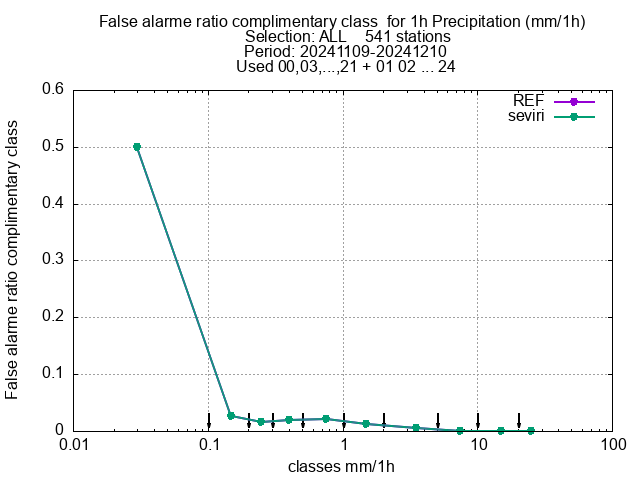 False alarme ratio complimentary class  for 1h Precipitation (mm/1h)
Selection: ALL    541 stations
Period: 20241109-20241210
Used 00,03,...,21 + 01 02 ... 24
REF
seviri
0.6
0.5
0.4
0.3
0.2
0.1
0
False alarme ratio complimentary class
0.01 0.1 1 10 100
classes mm/1h